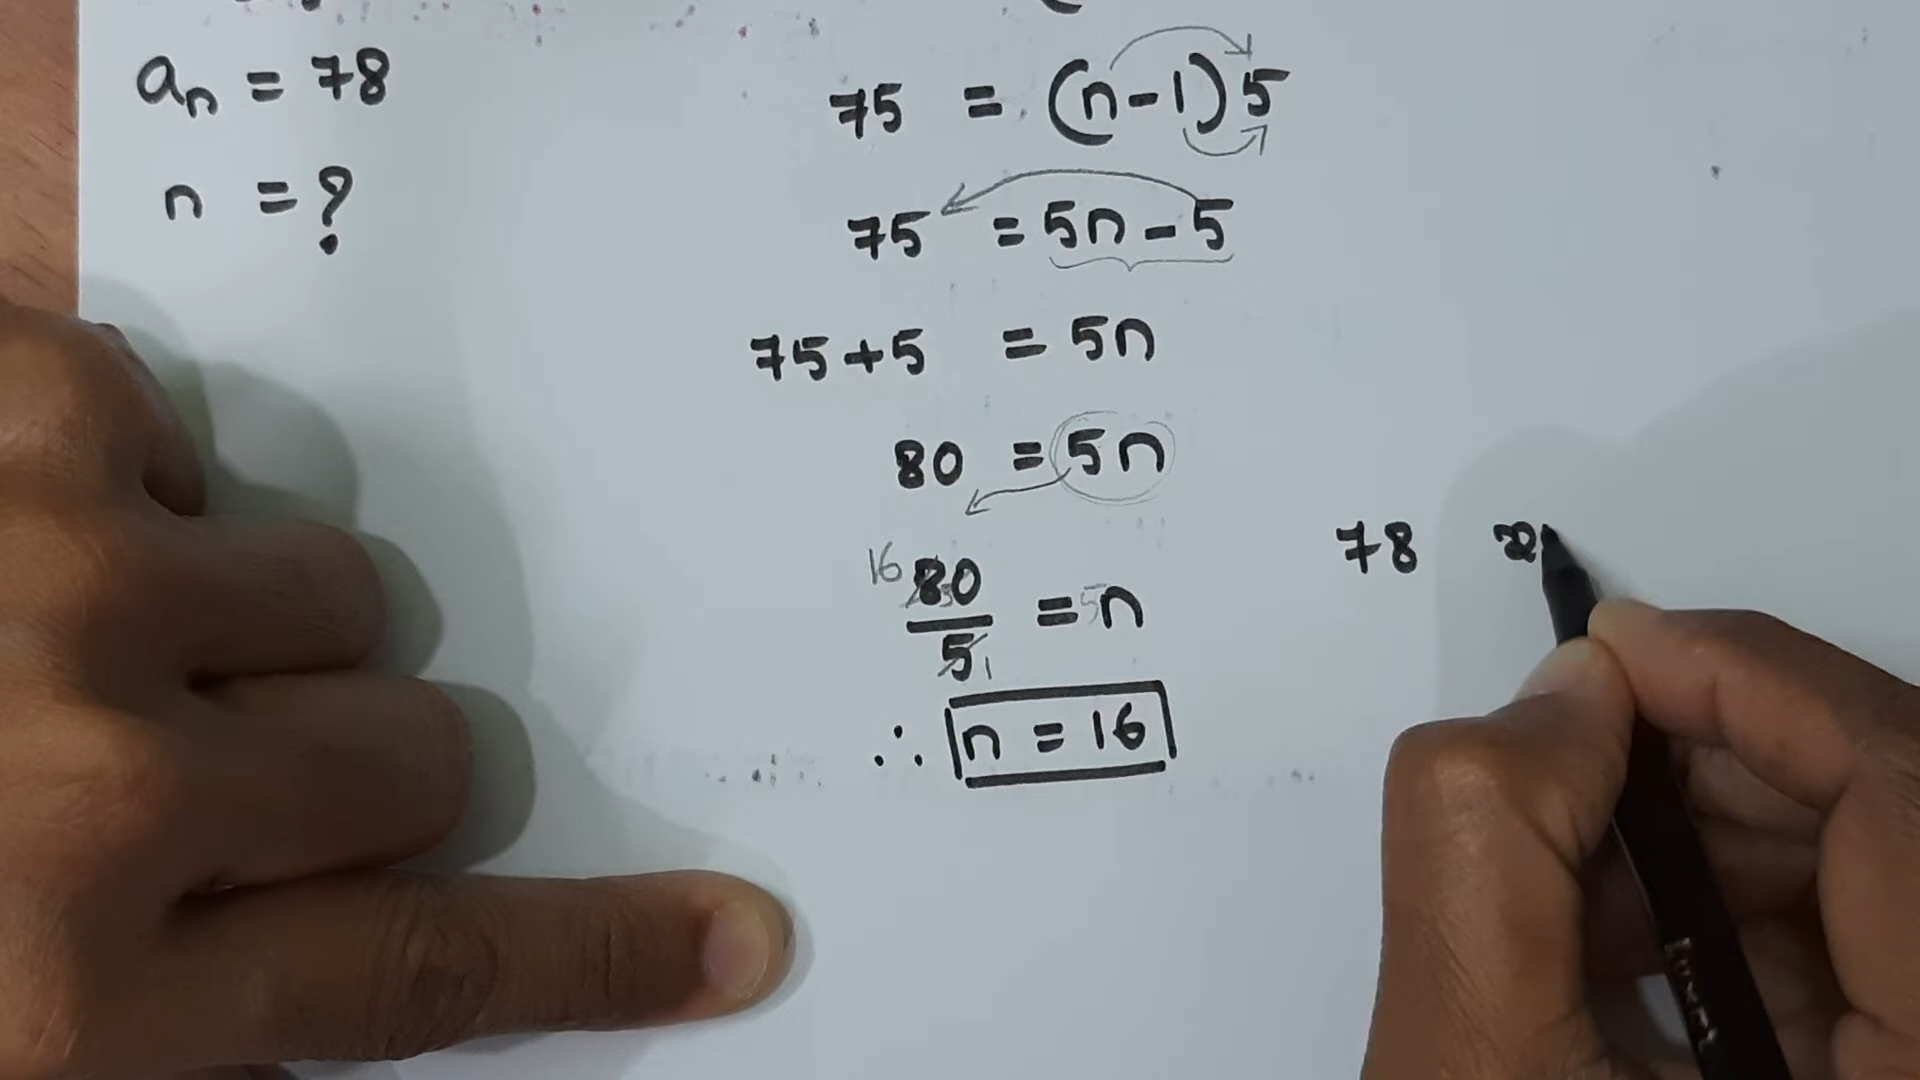 an = 78
n = ?
75 = (n-1) 5
75 = 5n - 5
75+5 = 5n
80 = 5n
16 80/5 1 = 5 n
∴ n = 16
78